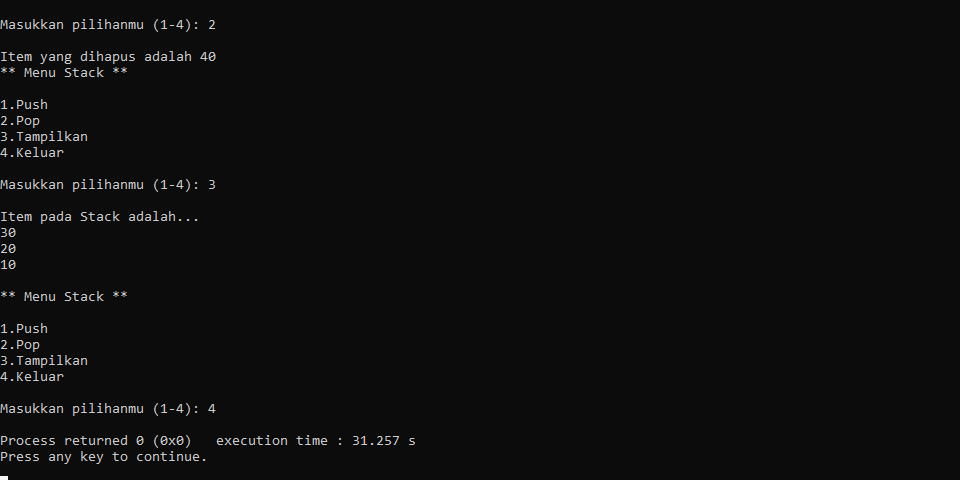 Masukkan pilihanmu (1-4): 2
Item yang dihapus adalah 40
** Menu Stack **
1.Push
2.Pop
3.Tampilkan
4.Keluar
Masukkan pilihanmu (1-4): 3
Item pada Stack adalah...
30
20
10
** Menu Stack **
1.Push
2.Pop
3.Tampilkan
4.Keluar
Masukkan pilihanmu (1-4): 4
Process returned 0 (0x0)   execution time : 31.257 s
Press any key to continue.